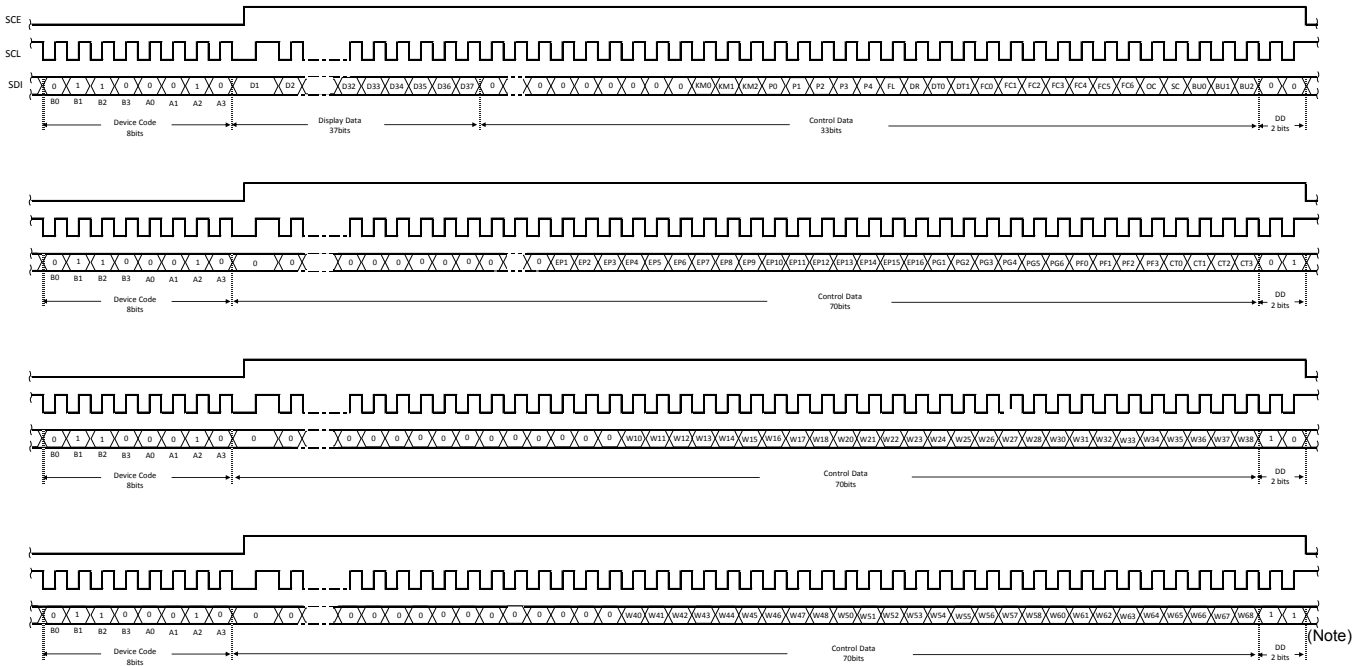 SCE
SCL
SDI 0 1 1 0 0 0 1 0 D1 D2 D32 D33 D34 D35 D36 D37 0 0 0 0 0 0 0 0 KM0 KM1 KM2 P0 P1 P2 P3 P4 FL DR DT0 DT1 FC0 FC1 FC2 FC3 FC4 FC5 FC6 OC SC BU0 BU1 BU2 0 0
B0 B1 B2 B3 A0 A1 A2 A3
Device Code Display Data Control Data DD
8bits 37bits 33bits 2 bits
0 1 1 0 0 0 1 0 0 0 0 0 0 0 0 0 0 0 EP1 EP2 EP3 EP4 EP5 EP6 EP7 EP8 EP9 EP10 EP11 EP12 EP13 EP14 EP15 EP16 PG1 PG2 PG3 PG4 PG5 PG6 PF0 PF1 PF2 PF3 CT0 CT1 CT2 CT3 0 1
B0 B1 B2 B3 A0 A1 A2 A3
Device Code Control Data DD
8bits 70bits 2 bits
0 1 1 0 0 0 1 0 0 0 0 0 0 0 0 0 0 0 0 0 0 0 W10 W11 W12 W13 W14 W15 W16 W17 W18 W20 W21 W22 W23 W24 W25 W26 W27 W28 W30 W31 W32 W33 W34 W35 W36 W37 W38 1 0
B0 B1 B2 B3 A0 A1 A2 A3
Device Code Control Data DD
8bits 70bits 2 bits
0 1 1 0 0 0 1 0 0 0 0 0 0 0 0 0 0 0 0 0 0 W40 W41 W42 W43 W44 W45 W46 W47 W48 W50 W51 W52 W53 W54 W55 W56 W57 W58 W60 W61 W62 W63 W64 W65 W66 W67 W68 1 1
B0 B1 B2 B3 A0 A1 A2 A3 (Note)
Device Code Control Data DD
8bits 70bits 2 bits